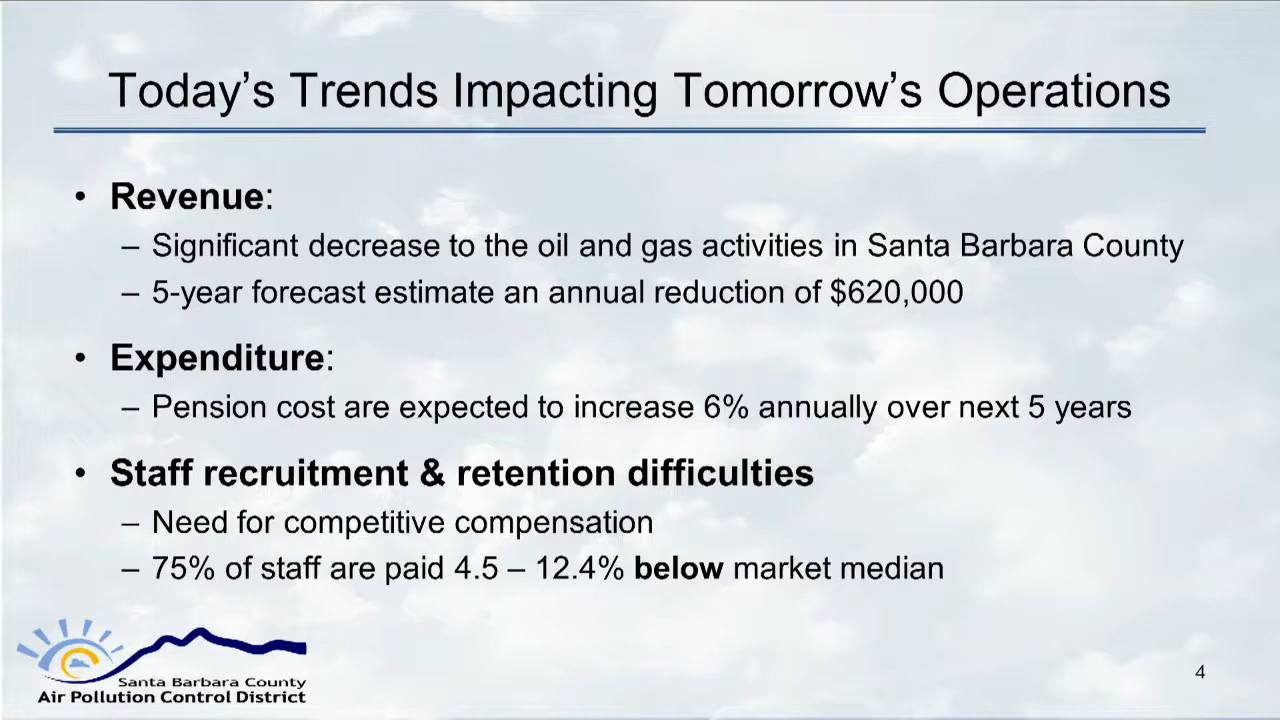 Today’s Trends Impacting Tomorrow’s Operations
• Revenue:
– Significant decrease to the oil and gas activities in Santa Barbara County
– 5-year forecast estimate an annual reduction of $620,000
• Expenditure:
– Pension cost are expected to increase 6% annually over next 5 years
• Staff recruitment & retention difficulties
– Need for competitive compensation
– 75% of staff are paid 4.5 – 12.4% below market median
Santa Barbara County
Air Pollution Control District
4